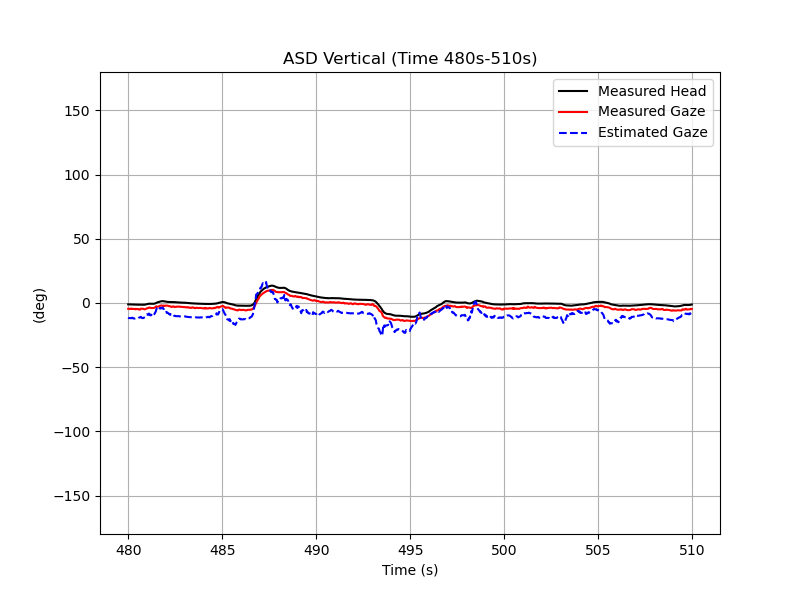 ASD Vertical (Time 480s-510s)
Measured Head
Measured Gaze
Estimated Gaze
150
100
50
0
−50
−100
−150
(deg)
480 485 490 495 500 505 510
Time (s)